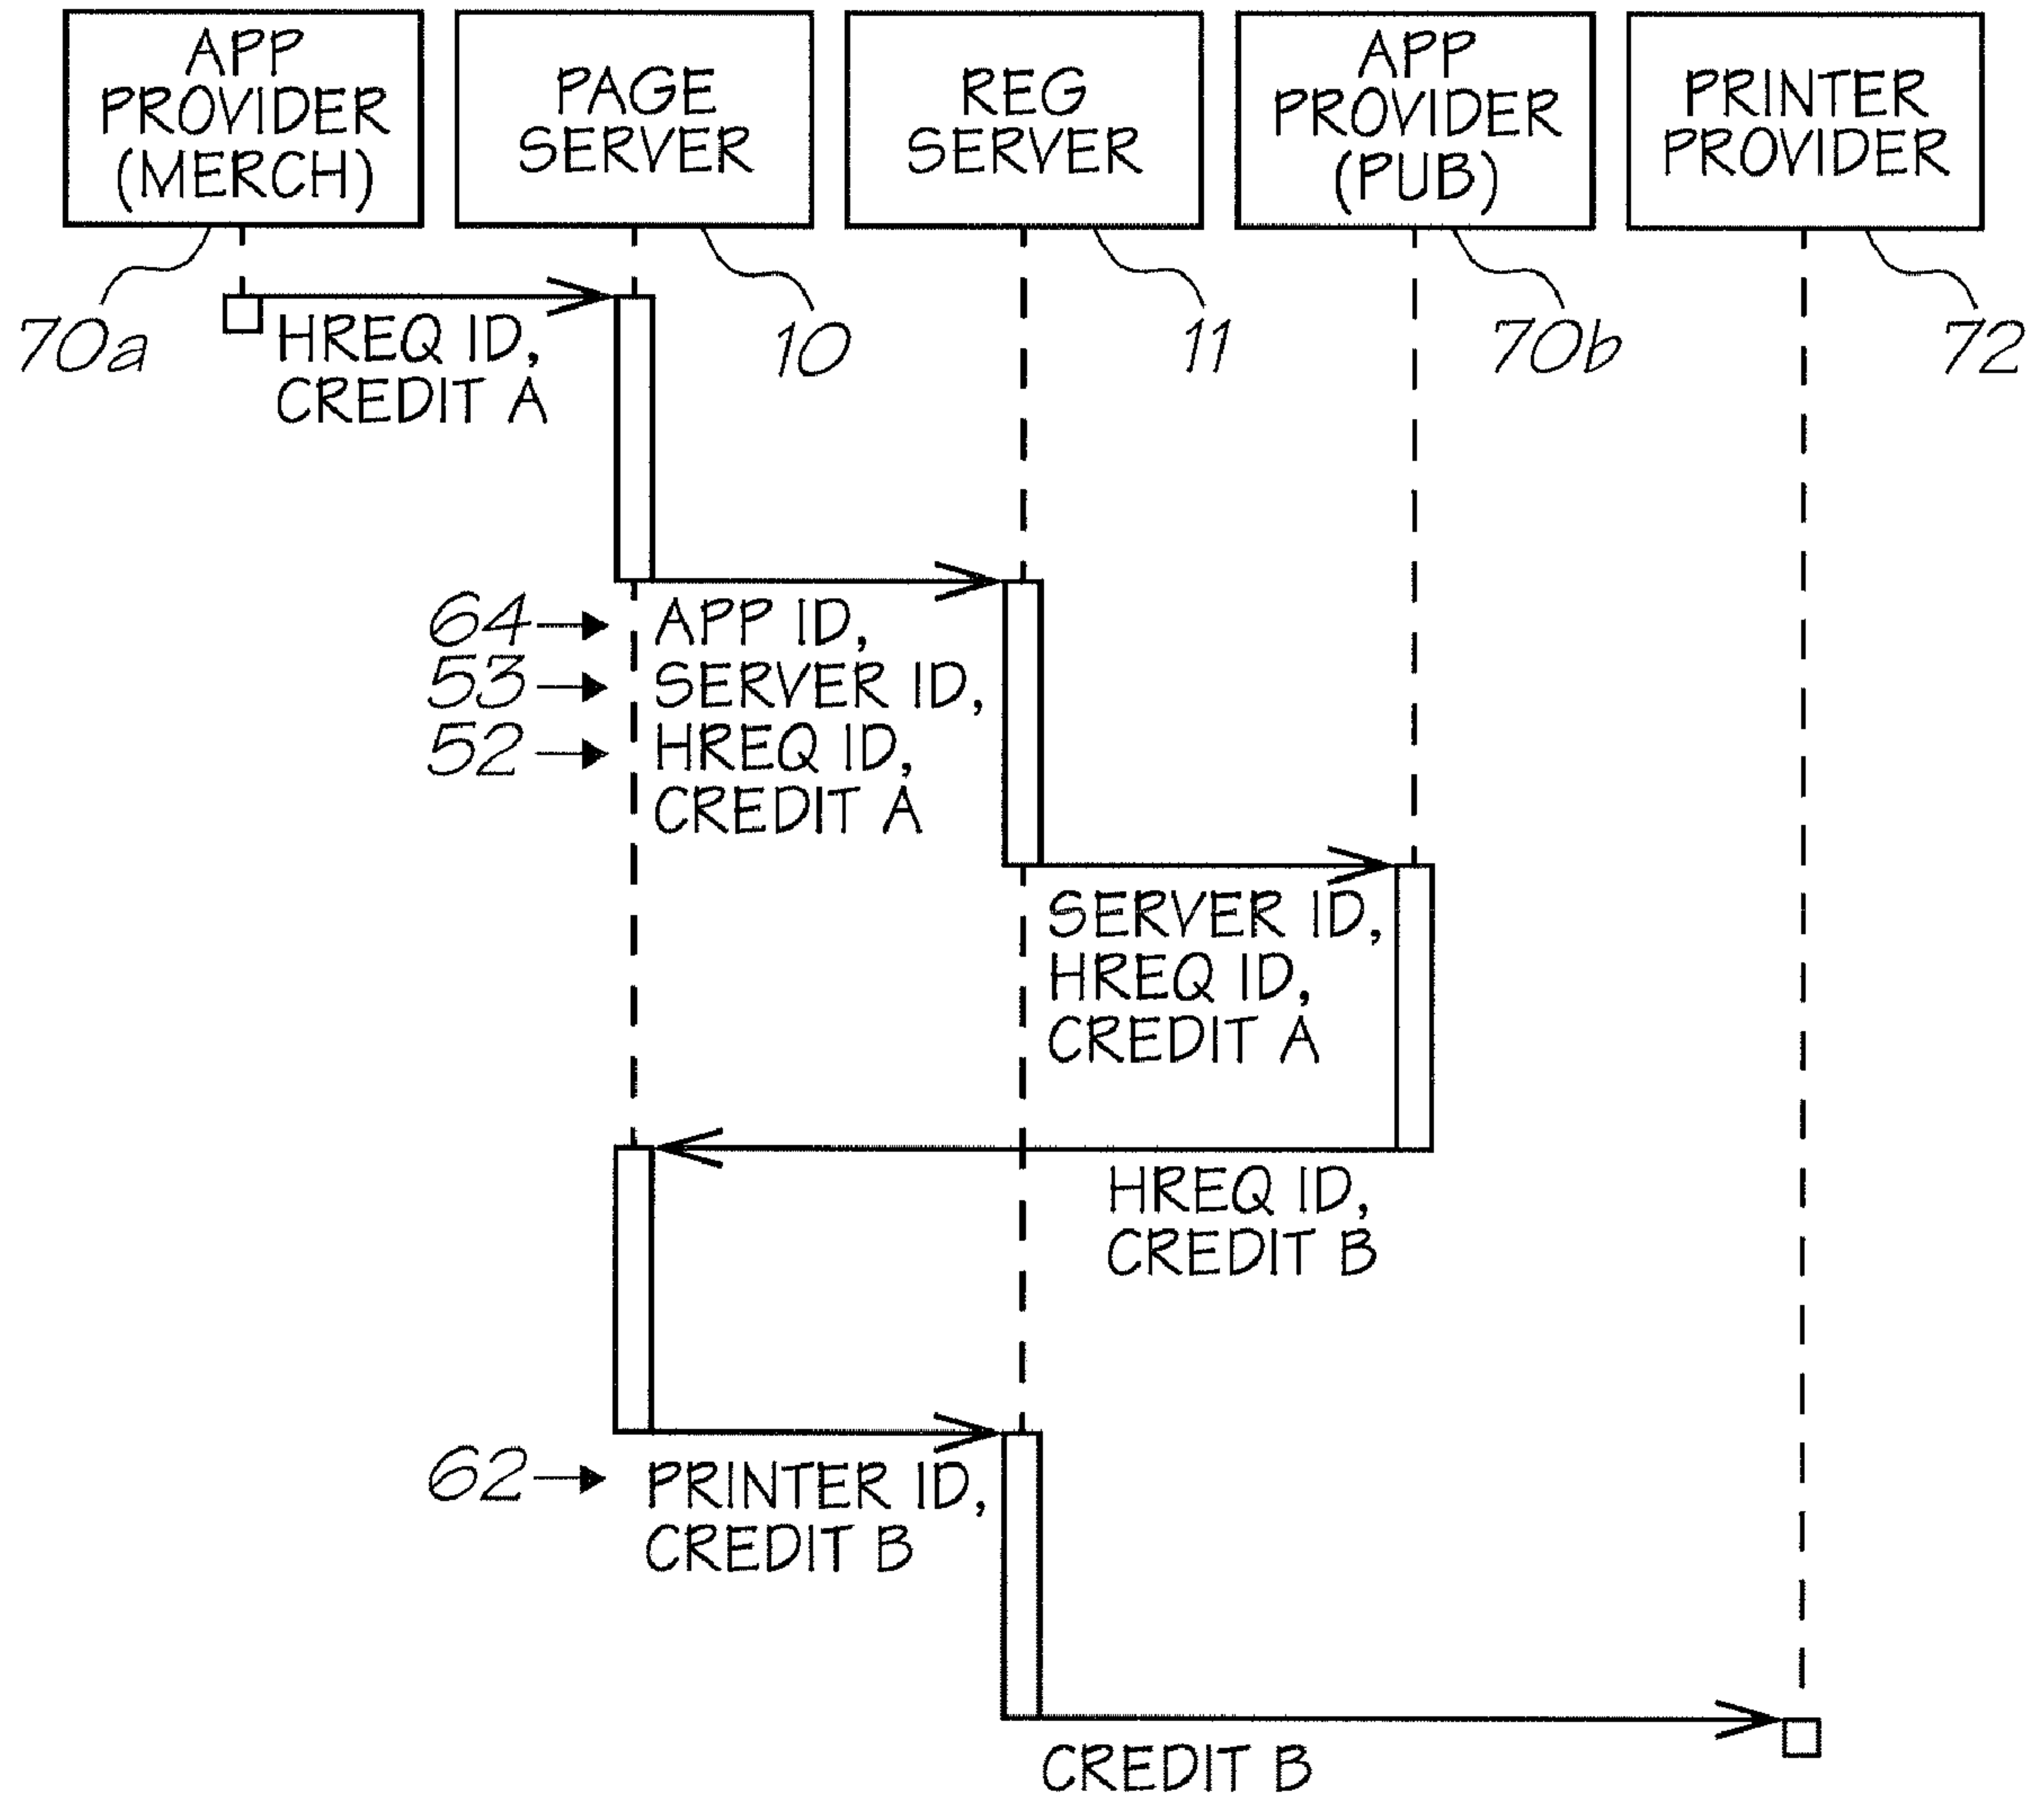 APP
PROVIDER
(MERCH)
PAGE
SERVER
REG
SERVER
APP
PROVIDER
(PUB)
PRINTER
PROVIDER
70a
10
11
70b
72
HREQ ID,
CREDIT A
64
APP ID,
53
SERVER ID,
52
HREQ ID,
CREDIT A
SERVER ID,
HREQ ID,
CREDIT A
HREQ ID,
CREDIT B
62
PRINTER ID,
CREDIT B
CREDIT B